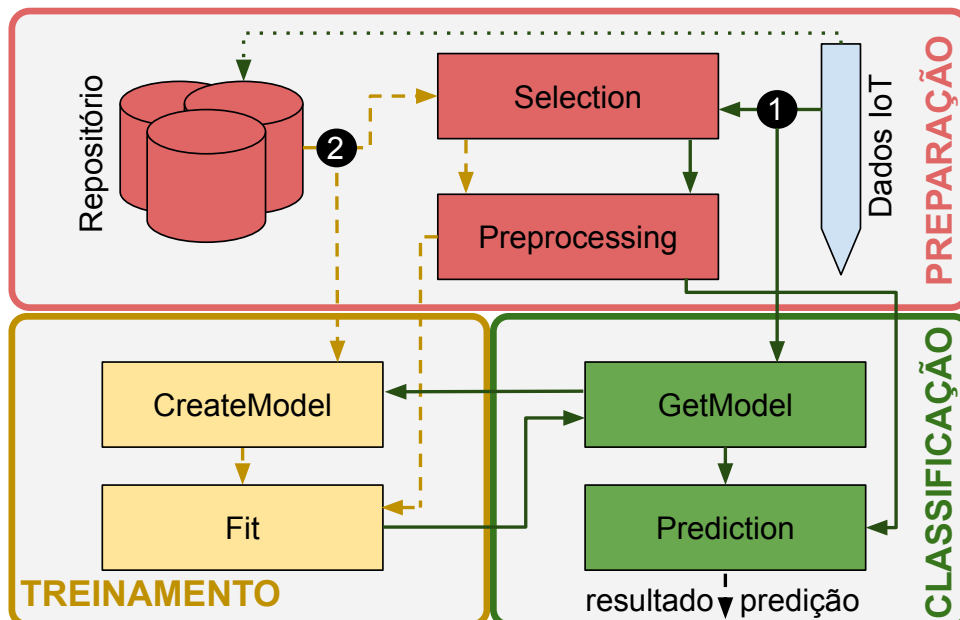 Repositório
Selection
1
2
Dados IoT
PREPARAÇÃO
Preprocessing
CreateModel
GetModel
Fit
Prediction
TREINAMENTO
CLASSIFICAÇÃO
resultado predição